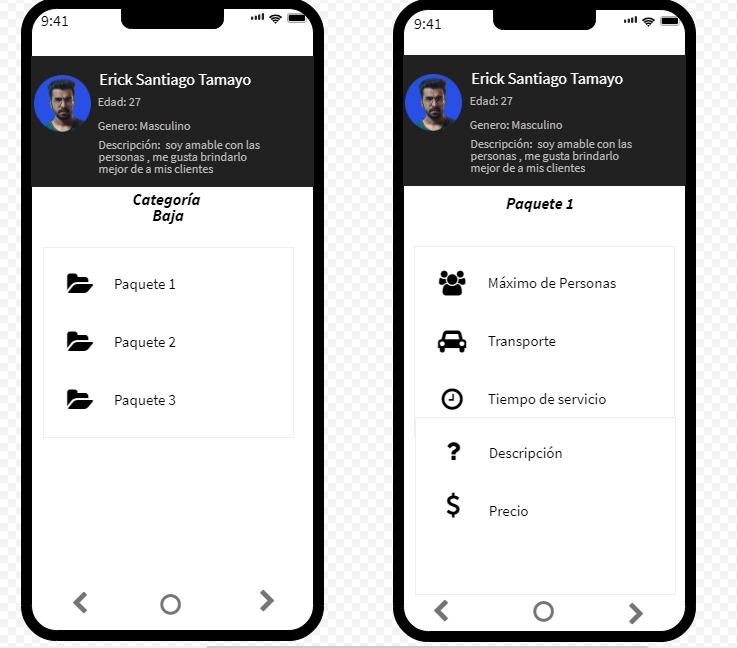 9:41
Erick Santiago Tamayo
Edad: 27
Genero: Masculino
Descripción: soy amable con las
personas , me gusta brindarlo
mejor de a mis clientes
Categoría
Baja
Paquete 1
Paquete 2
Paquete 3
9:41
Erick Santiago Tamayo
Edad: 27
Genero: Masculino
Descripción: soy amable con las
personas , me gusta brindarlo
mejor de a mis clientes
Paquete 1
Máximo de Personas
Transporte
Tiempo de servicio
? Descripción
$ Precio